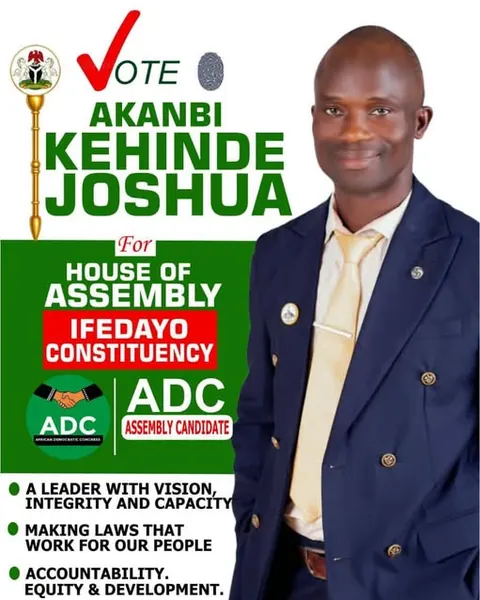 VOTE
AKANBI
KEHINDE
JOSHUA
For
HOUSE OF
ASSEMBLY
IFEDAYO
CONSTITUENCY
ADC
AFRICAN DEMOCRATIC CONGRESS
ADC
ASSEMBLY CANDIDATE
A LEADER WITH VISION,
INTEGRITY AND CAPACITY
MAKING LAWS THAT
WORK FOR OUR PEOPLE
ACCOUNTABILITY.
EQUITY & DEVELOPMENT.